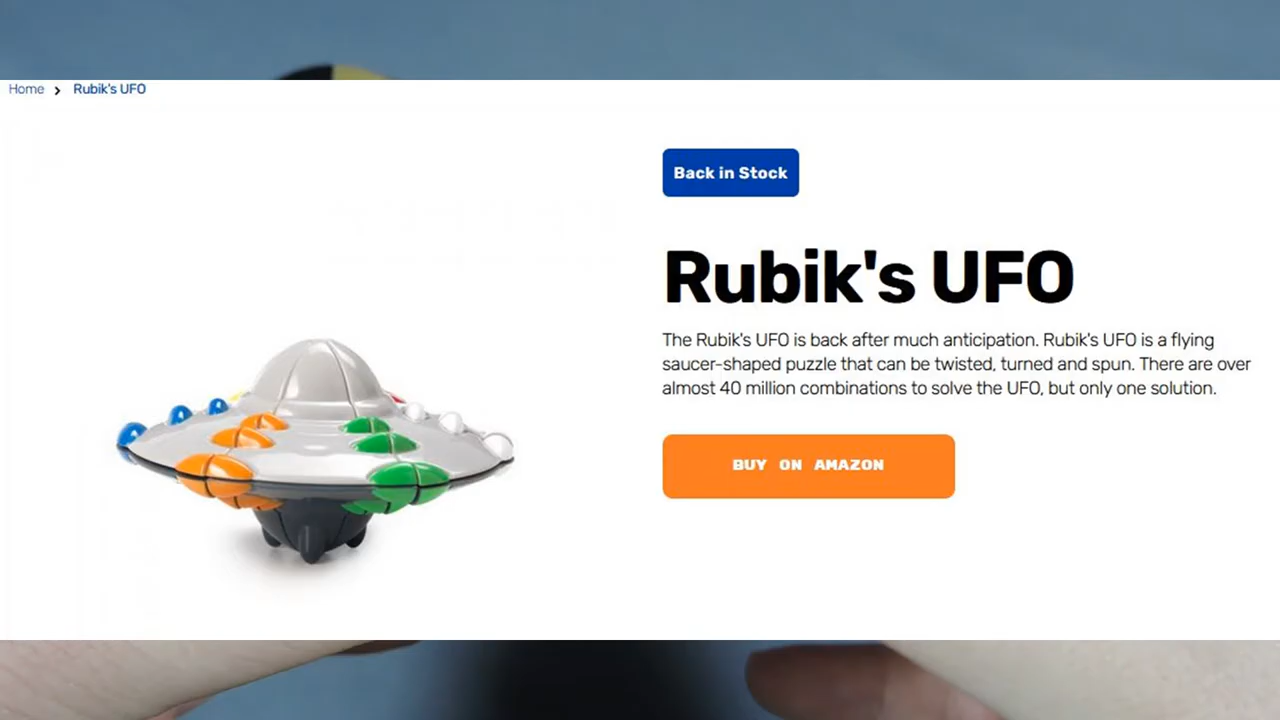 Home > Rubik's UFO
Back in Stock
Rubik's UFO
The Rubik's UFO is back after much anticipation. Rubik's UFO is a flying
saucer-shaped puzzle that can be twisted, turned and spun. There are over
almost 40 million combinations to solve the UFO, but only one solution.
BUY ON AMAZON